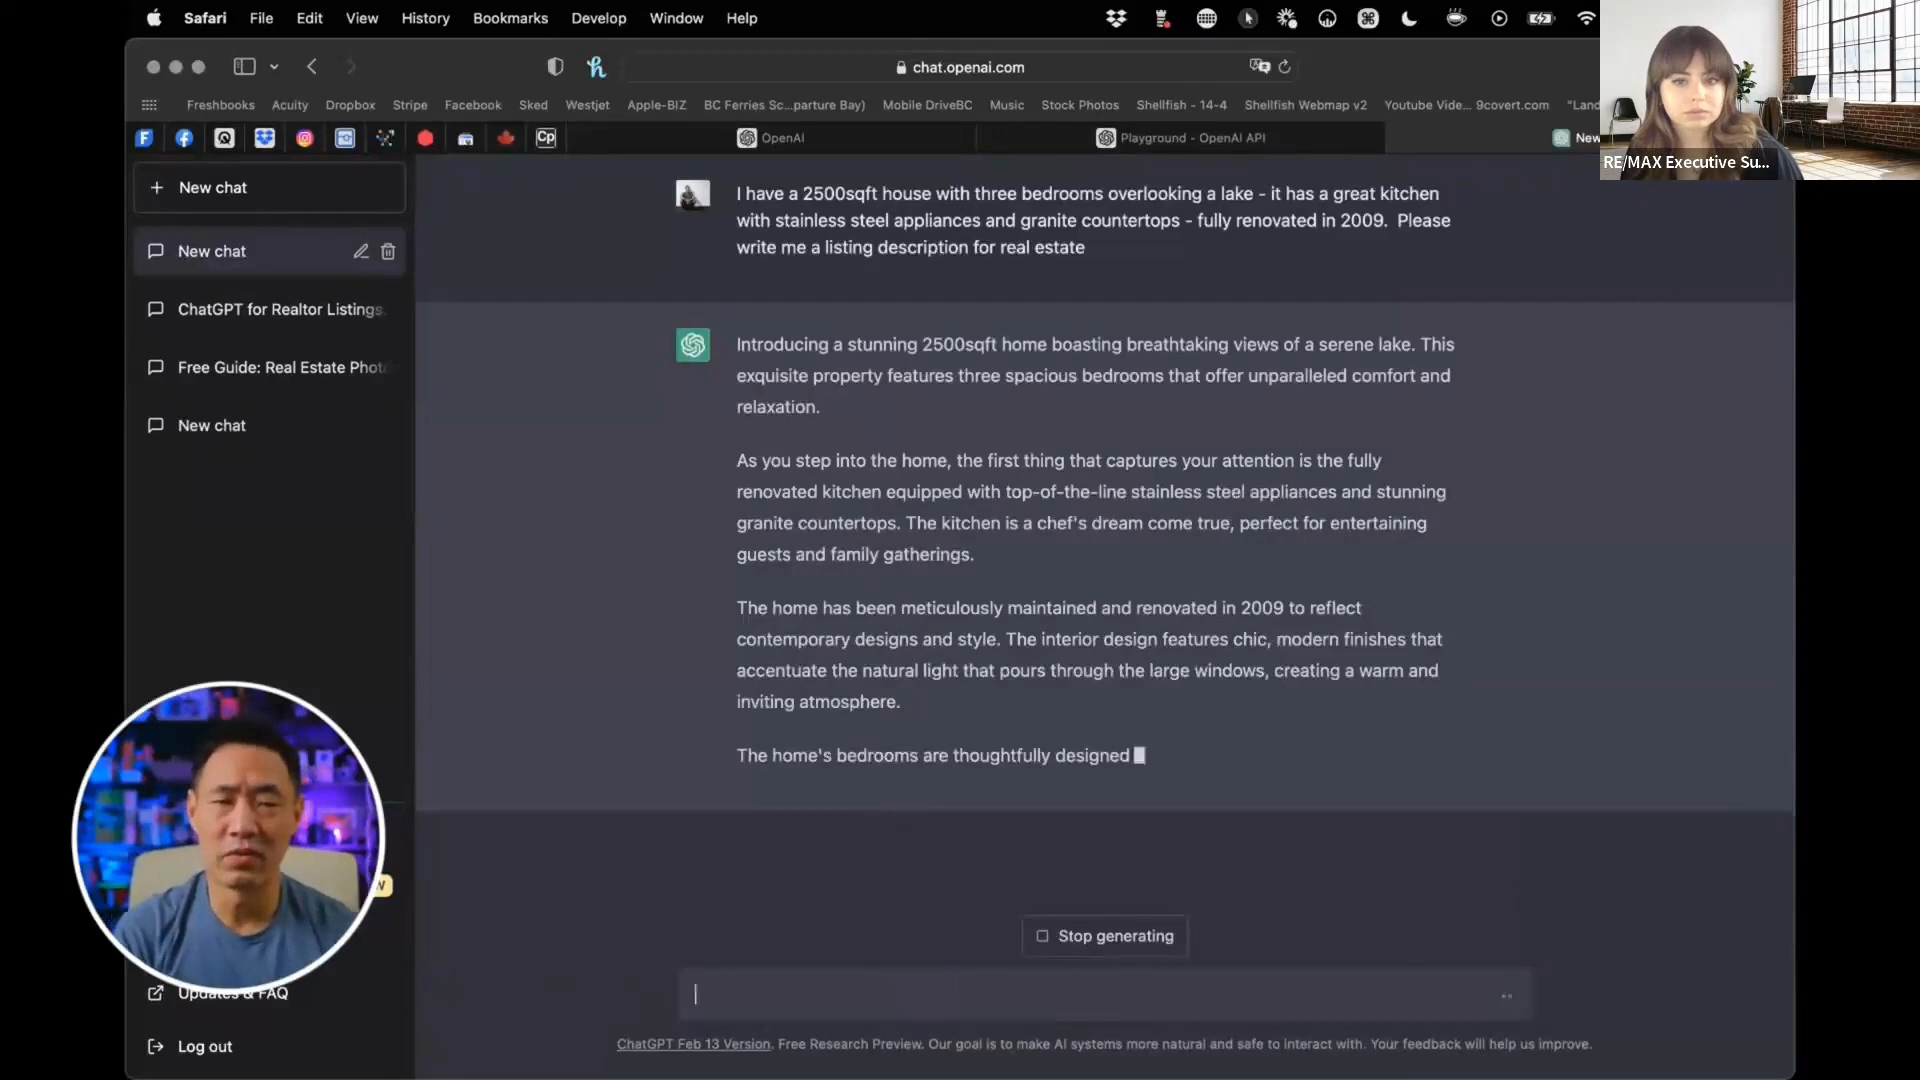 Safari File Edit View History Bookmarks Develop Window Help
chat.openai.com
Freshbooks Acuity Dropbox Stripe Facebook Sked Westjet Apple-BIZ BC Ferries Sc...parture Bay) Mobile DriveBC Music Stock Photos Shellfish - 14-4 Shellfish Webmap v2 Youtube Vide... 9covert.com "Land
Cp OpenAI Playground - OpenAI API New
RE/MAX Executive Su...
New chat
New chat
ChatGPT for Realtor Listings
Free Guide: Real Estate Phot
New chat
Updates & FAQ
Log out
I have a 2500sqft house with three bedrooms overlooking a lake - it has a great kitchen
with stainless steel appliances and granite countertops - fully renovated in 2009. Please
write me a listing description for real estate
Introducing a stunning 2500sqft home boasting breathtaking views of a serene lake. This
exquisite property features three spacious bedrooms that offer unparalleled comfort and
relaxation.
As you step into the home, the first thing that captures your attention is the fully
renovated kitchen equipped with top-of-the-line stainless steel appliances and stunning
granite countertops. The kitchen is a chef's dream come true, perfect for entertaining
guests and family gatherings.
The home has been meticulously maintained and renovated in 2009 to reflect
contemporary designs and style. The interior design features chic, modern finishes that
accentuate the natural light that pours through the large windows, creating a warm and
inviting atmosphere.
The home's bedrooms are thoughtfully designed
Stop generating
ChatGPT Feb 13 Version. Free Research Preview. Our goal is to make AI systems more natural and safe to interact with. Your feedback will help us improve.